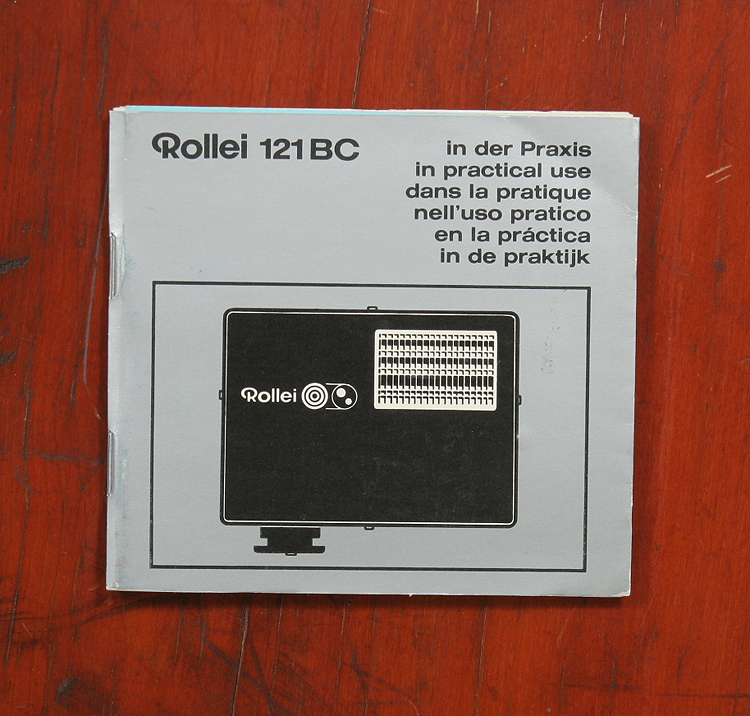 Rollei 121 BC
in der Praxis
in practical use
dans la pratique
nell'uso pratico
en la práctica
in de praktijk
Rollei